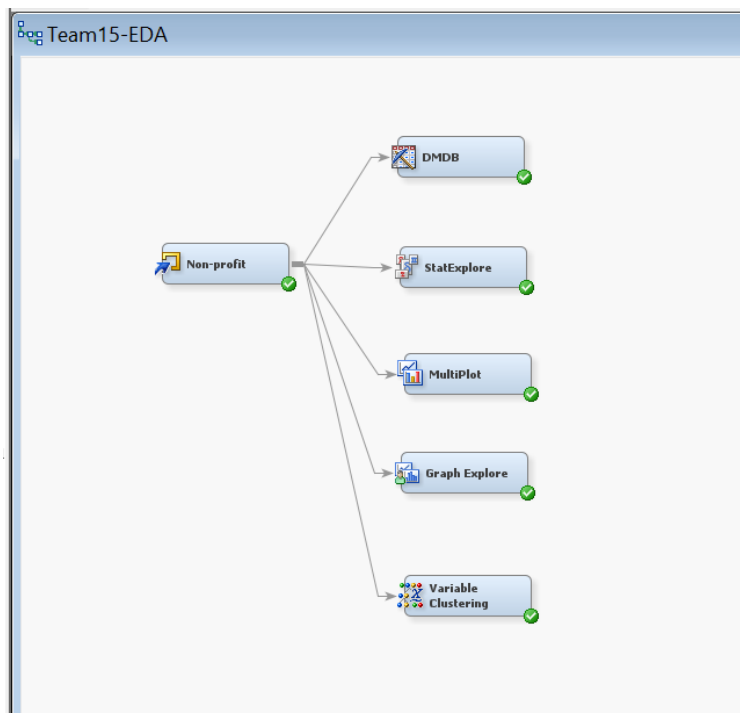 Team15-EDA
DMDB
Non-profit
StatExplore
MultiPlot
Graph Explore
Variable
Clustering